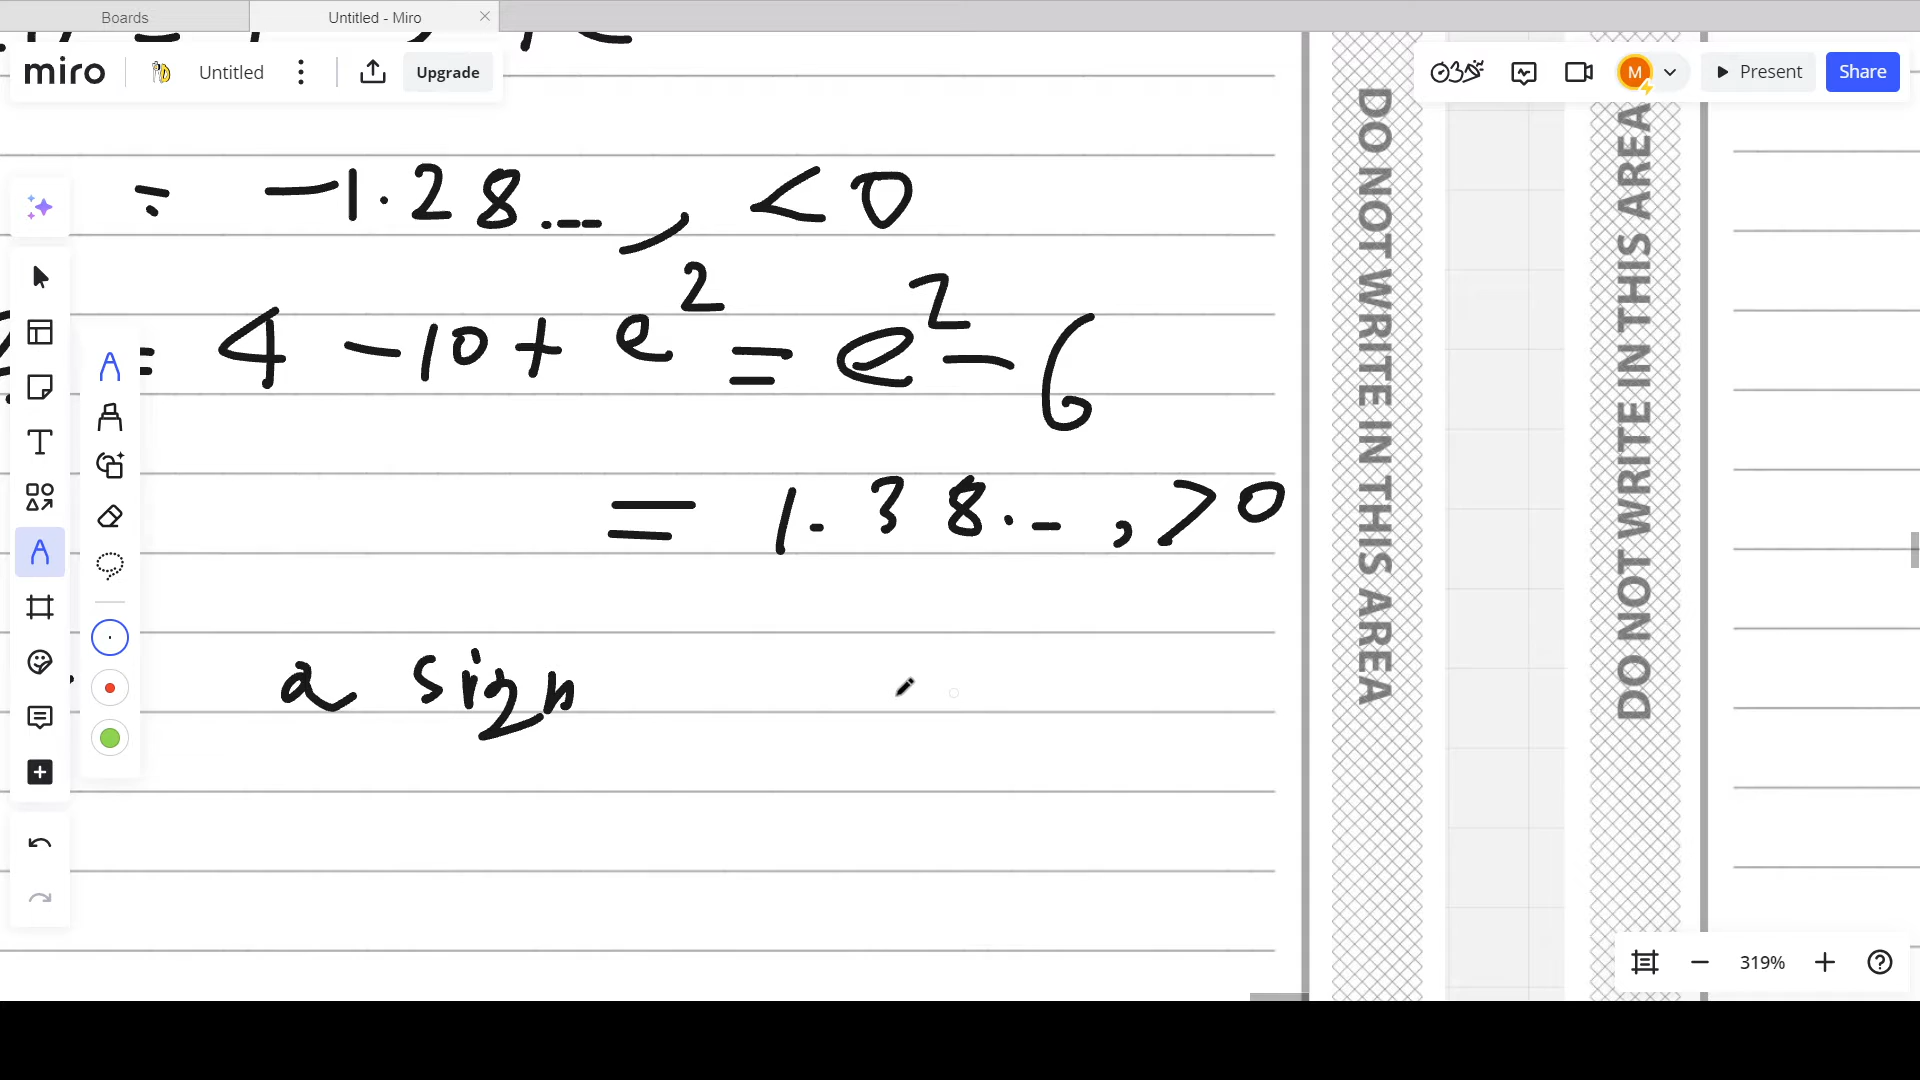 Boards
Untitled - Miro
miro
Untitled
Upgrade
Present
Share
M
= -1.28..., <0
= 4 - 10 + e² = e² - 6
= 1.38..., >0
a sign
DO NOT WRITE IN THIS AREA
DO NOT WRITE IN THIS AREA
319%